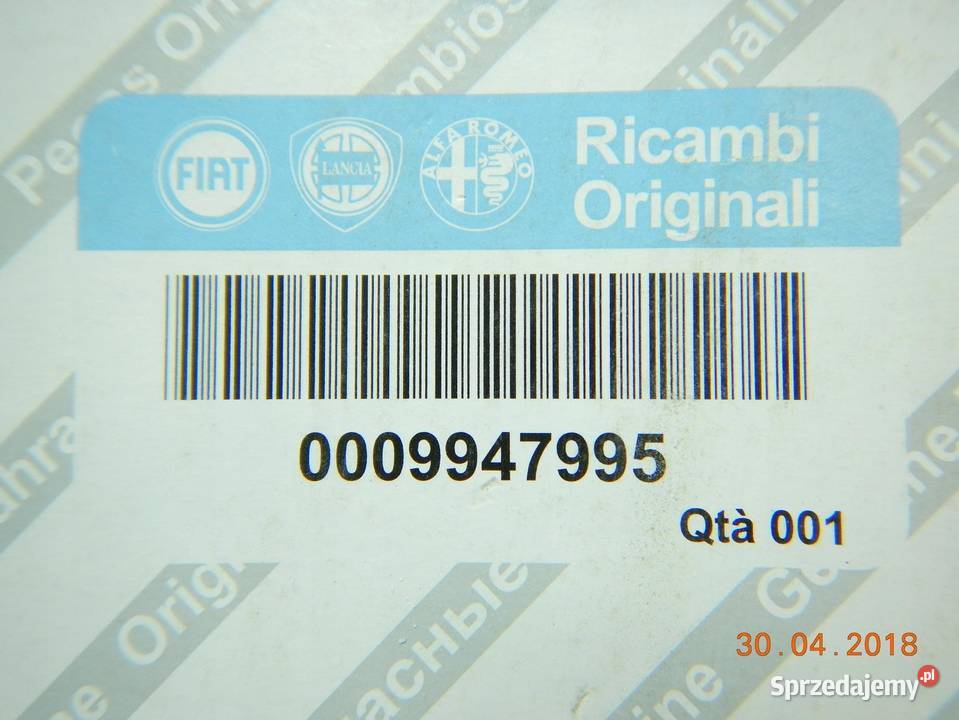 FIAT
LANCIA
ALFA ROMEO
Ricambi
Originali
0009947995
Qtà 001
30.04.2018
Sprzedajemy.pl